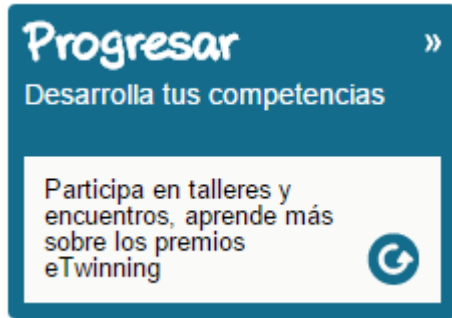 Progresar »
Desarrolla tus competencias
Participa en talleres y
encuentros, aprende más
sobre los premios
eTwinning